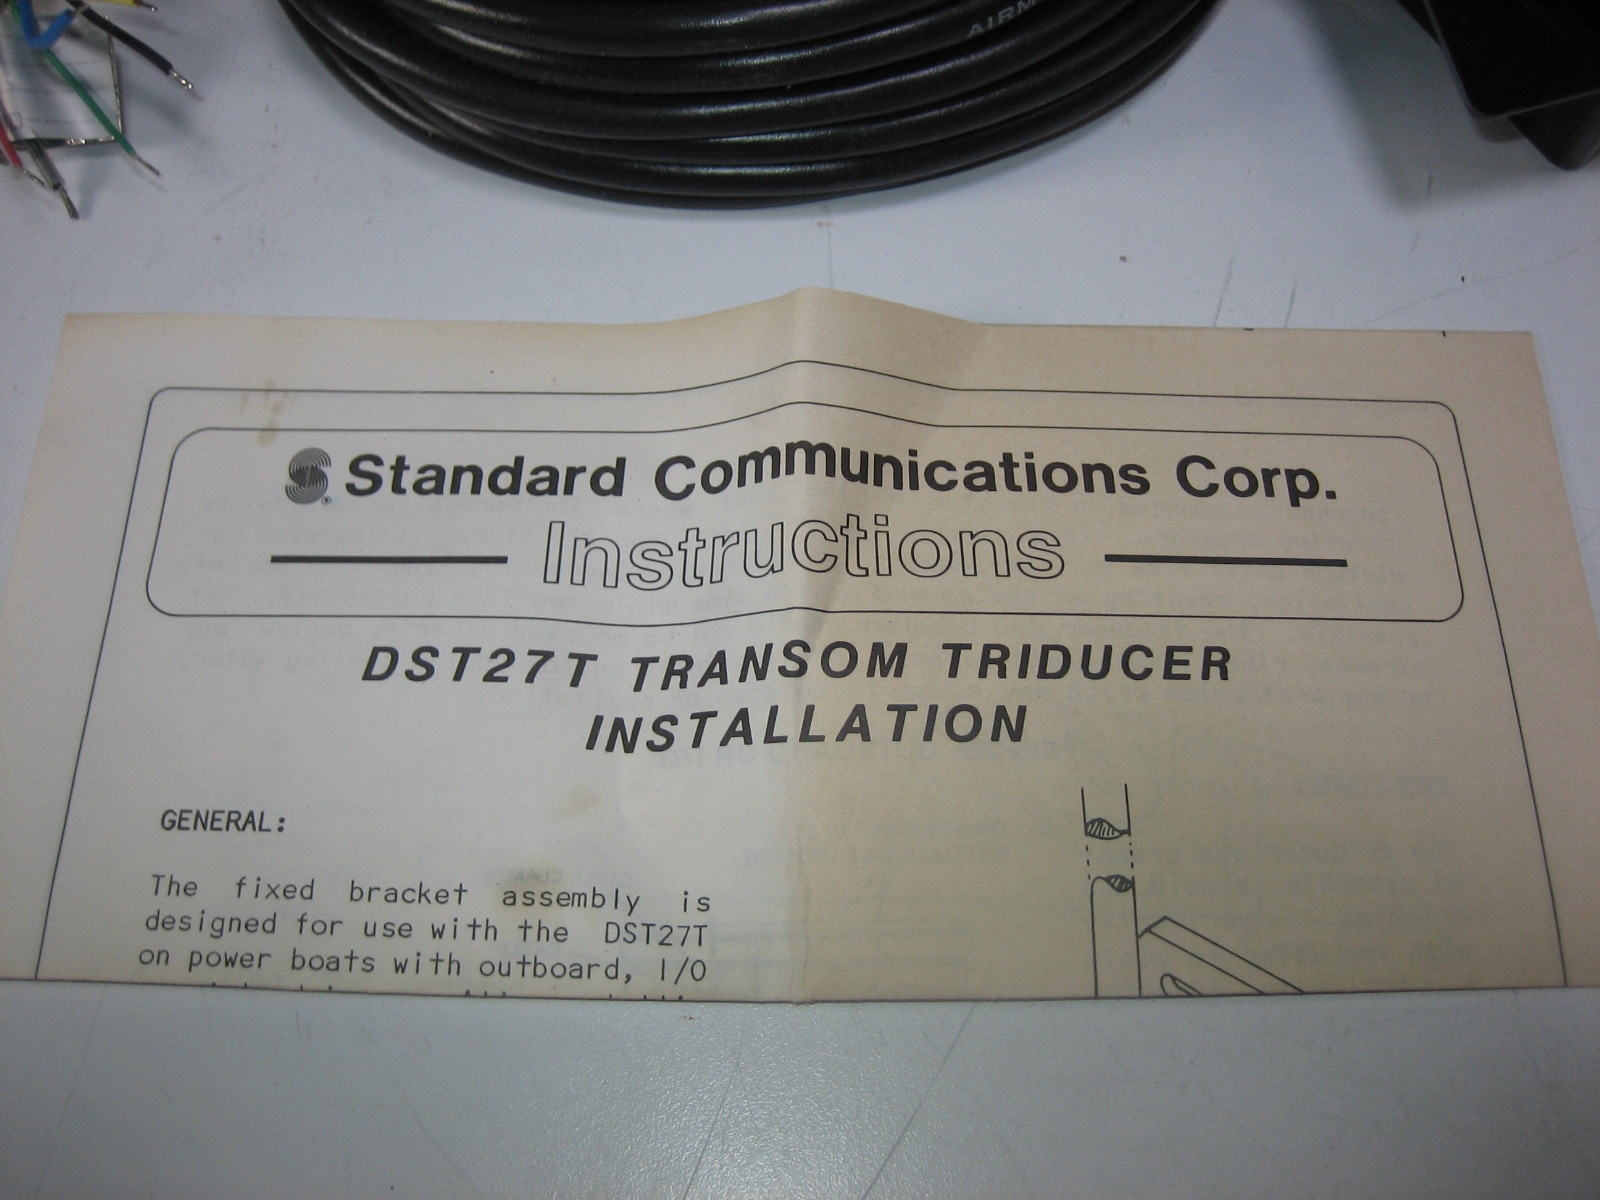 AIRM
Standard Communications Corp.
Instructions
DST27T TRANSOM TRIDUCER
INSTALLATION
GENERAL:
The fixed bracket assembly is
designed for use with the DST27T
on power boats with outboard, I/O